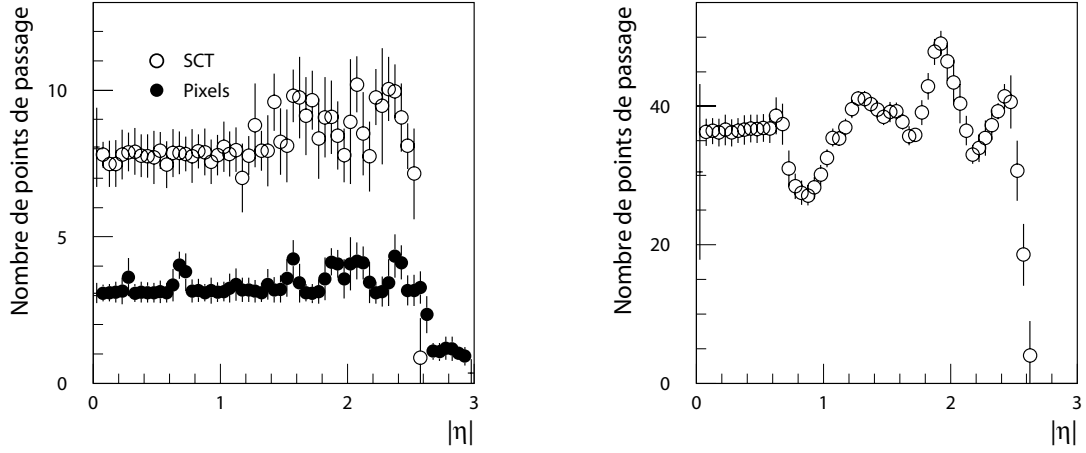 Nombre de points de passage
10
5
0
SCT
Pixels
0 1 2 3
|η|
Nombre de points de passage
40
20
0
0 1 2 3
|η|